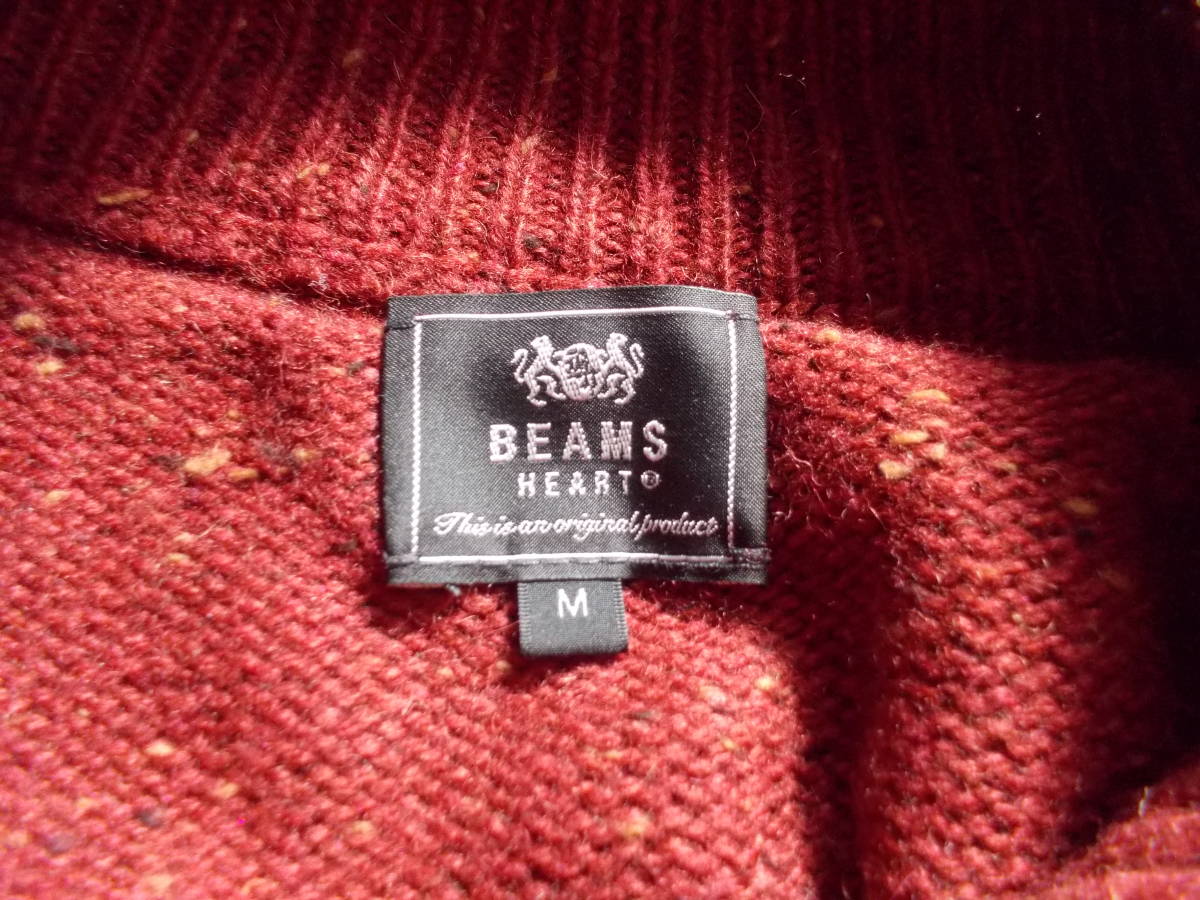 BEAMS
HEART®
This is an original product
M